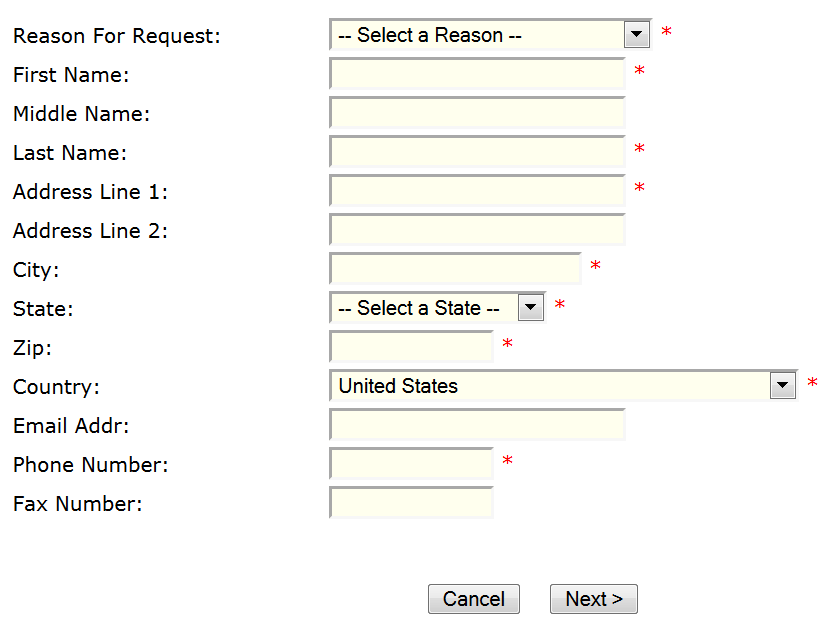 Reason For Request: -- Select a Reason -- *
First Name: *
Middle Name:
Last Name: *
Address Line 1: *
Address Line 2:
City: *
State: -- Select a State -- *
Zip: *
Country: United States *
Email Addr:
Phone Number: *
Fax Number:
Cancel Next >